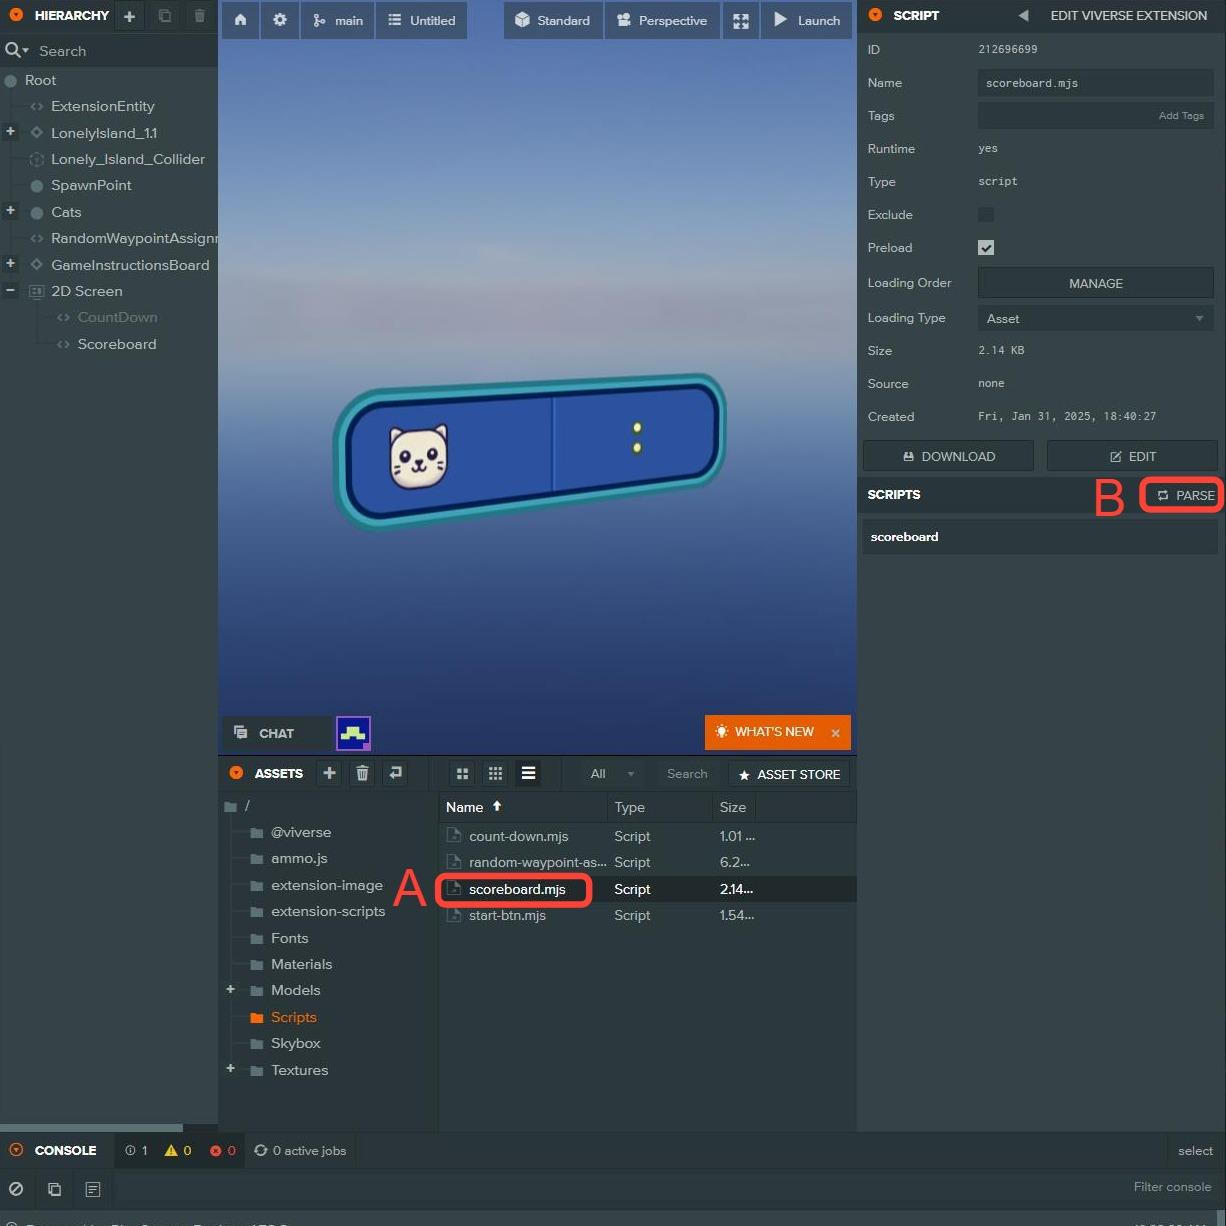 HIERARCHY
Search
Root
ExtensionEntity
LonelyIsland_1.1
Lonely_Island_Collider
SpawnPoint
Cats
RandomWaypointAssignr
GameInstructionsBoard
2D Screen
CountDown
Scoreboard
main
Untitled
Standard
Perspective
Launch
CHAT
WHAT'S NEW
SCRIPT
EDIT VIVERSE EXTENSION
ID 212696699
Name scoreboard.mjs
Tags Add Tags
Runtime yes
Type script
Exclude
Preload
Loading Order MANAGE
Loading Type Asset
Size 2.14 KB
Source none
Created Fri, Jan 31, 2025, 18:40:27
DOWNLOAD EDIT
SCRIPTS B PARSE
scoreboard
ASSETS All Search ASSET STORE
/
@viverse
ammo.js
extension-image
extension-scripts
Fonts
Materials
Models
Scripts
Skybox
Textures
Name Type Size
count-down.mjs Script 1.01 ...
random-waypoint-as... Script 6.2...
A scoreboard.mjs Script 2.14...
start-btn.mjs Script 1.54...
CONSOLE 1 0 0 0 active jobs select
Filter console